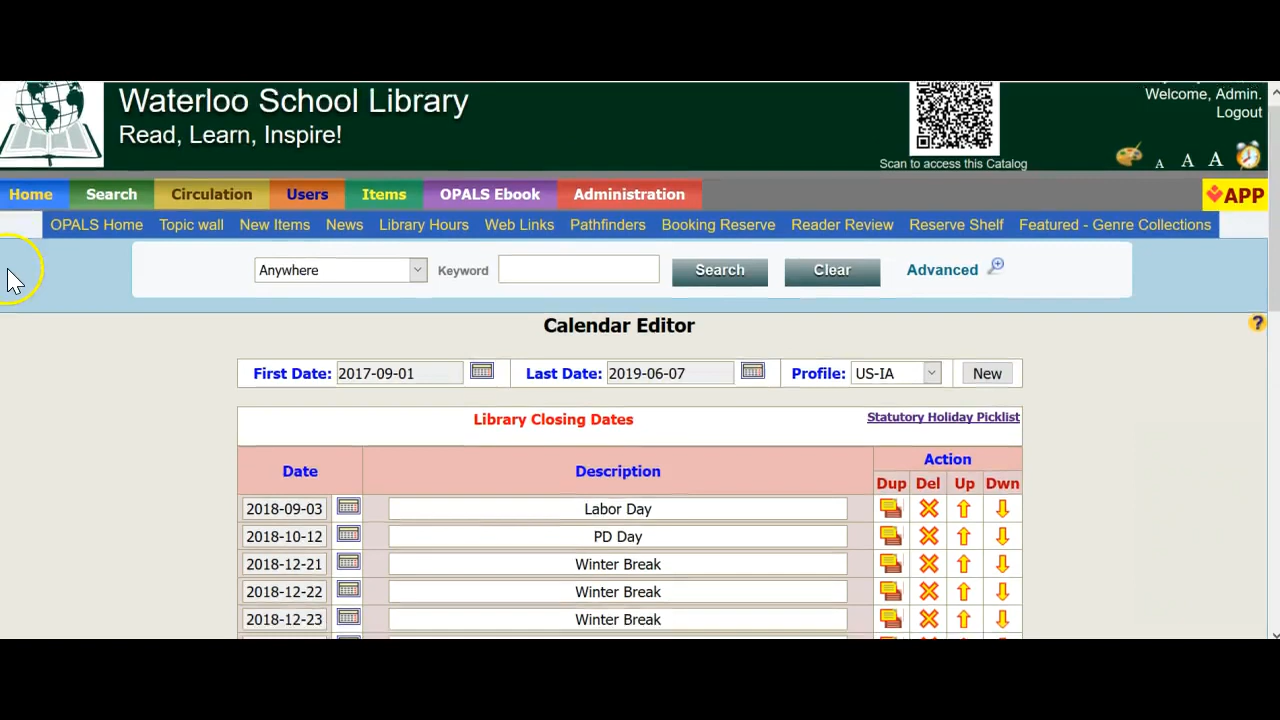 Waterloo School Library
Read, Learn, Inspire!
Welcome, Admin.
Logout
Scan to access this Catalog
A A A
Home Search Circulation Users Items OPALS Ebook Administration
APP
OPALS Home Topic wall New Items News Library Hours Web Links Pathfinders Booking Reserve Reader Review Reserve Shelf Featured - Genre Collections
Anywhere Keyword Search Clear Advanced
Calendar Editor
?
First Date: 2017-09-01 Last Date: 2019-06-07 Profile: US-IA New
Library Closing Dates Statutory Holiday Picklist
Date Description Action
Dup Del Up Dwn
2018-09-03 Labor Day
2018-10-12 PD Day
2018-12-21 Winter Break
2018-12-22 Winter Break
2018-12-23 Winter Break